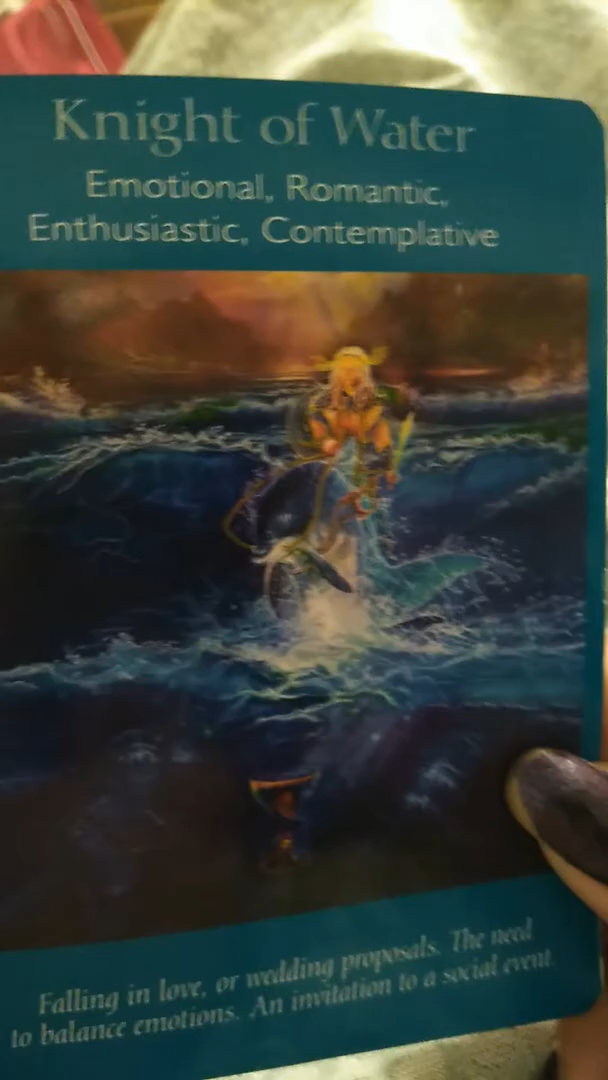 Knight of Water
Emotional, Romantic,
Enthusiastic, Contemplative
Falling in love, or wedding proposals. The need
to balance emotions. An invitation to a social event.